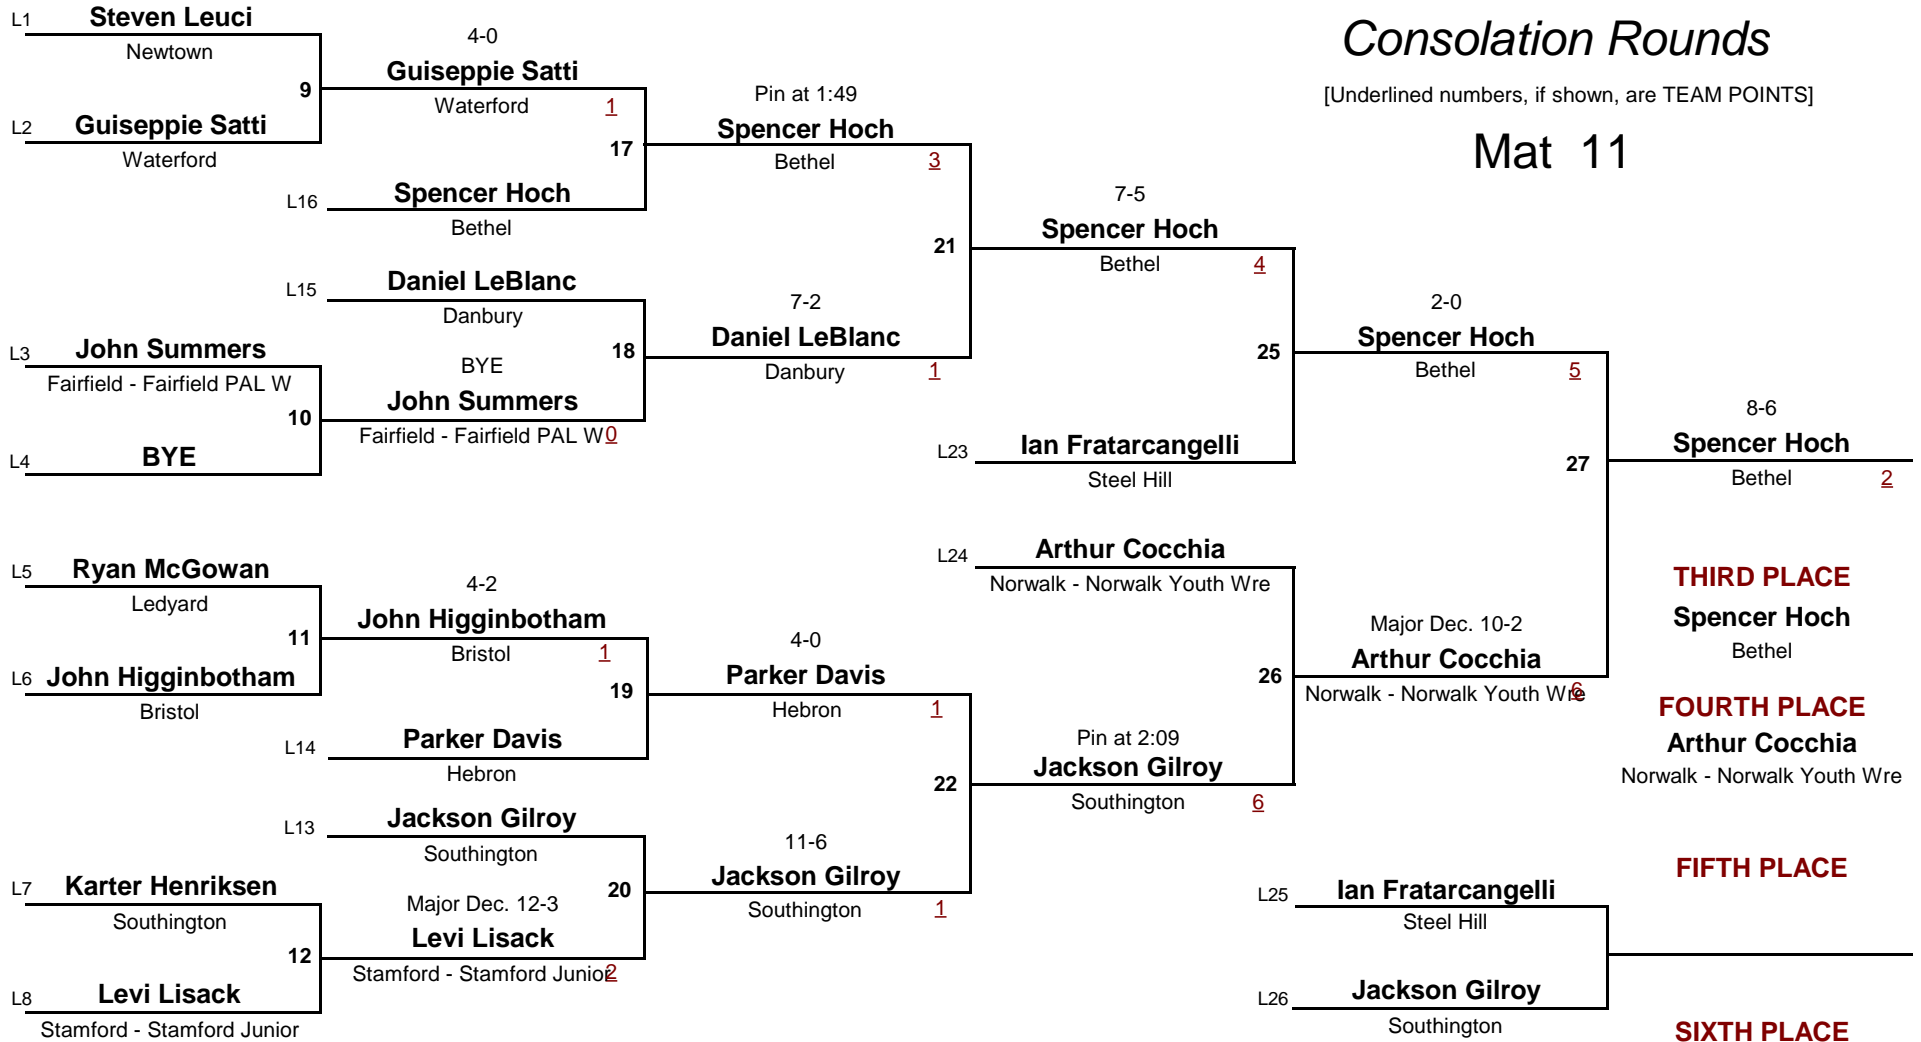 Consolation Rounds
[Underlined numbers, if shown, are TEAM POINTS]
Mat 11
L1 Steven Leuci
Newtown
9
L2 Guiseppie Satti
Waterford
4-0
Guiseppie Satti
Waterford 1
17
L16 Spencer Hoch
Bethel
Pin at 1:49
Spencer Hoch
Bethel 3
21
L15 Daniel LeBlanc
Danbury
18
L3 John Summers
Fairfield - Fairfield PAL W
10
L4 BYE
BYE
John Summers
Fairfield - Fairfield PAL W 0
7-2
Daniel LeBlanc
Danbury 1
7-5
Spencer Hoch
Bethel 4
25
L23 Ian Fratarcangelli
Steel Hill
2-0
Spencer Hoch
Bethel 5
27
8-6
Spencer Hoch
Bethel 2
L5 Ryan McGowan
Ledyard
11
L6 John Higginbotham
Bristol
4-2
John Higginbotham
Bristol 1
19
L14 Parker Davis
Hebron
4-0
Parker Davis
Hebron 1
22
L13 Jackson Gilroy
Southington
20
L7 Karter Henriksen
Southington
12
L8 Levi Lisack
Stamford - Stamford Junior
Major Dec. 12-3
Levi Lisack
Stamford - Stamford Junior 2
11-6
Jackson Gilroy
Southington 1
L24 Arthur Cocchia
Norwalk - Norwalk Youth Wre
26
Pin at 2:09
Jackson Gilroy
Southington 6
Major Dec. 10-2
Arthur Cocchia
Norwalk - Norwalk Youth Wre 6
THIRD PLACE
Spencer Hoch
Bethel
FOURTH PLACE
Arthur Cocchia
Norwalk - Norwalk Youth Wre
L25 Ian Fratarcangelli
Steel Hill
L26 Jackson Gilroy
Southington
FIFTH PLACE
SIXTH PLACE